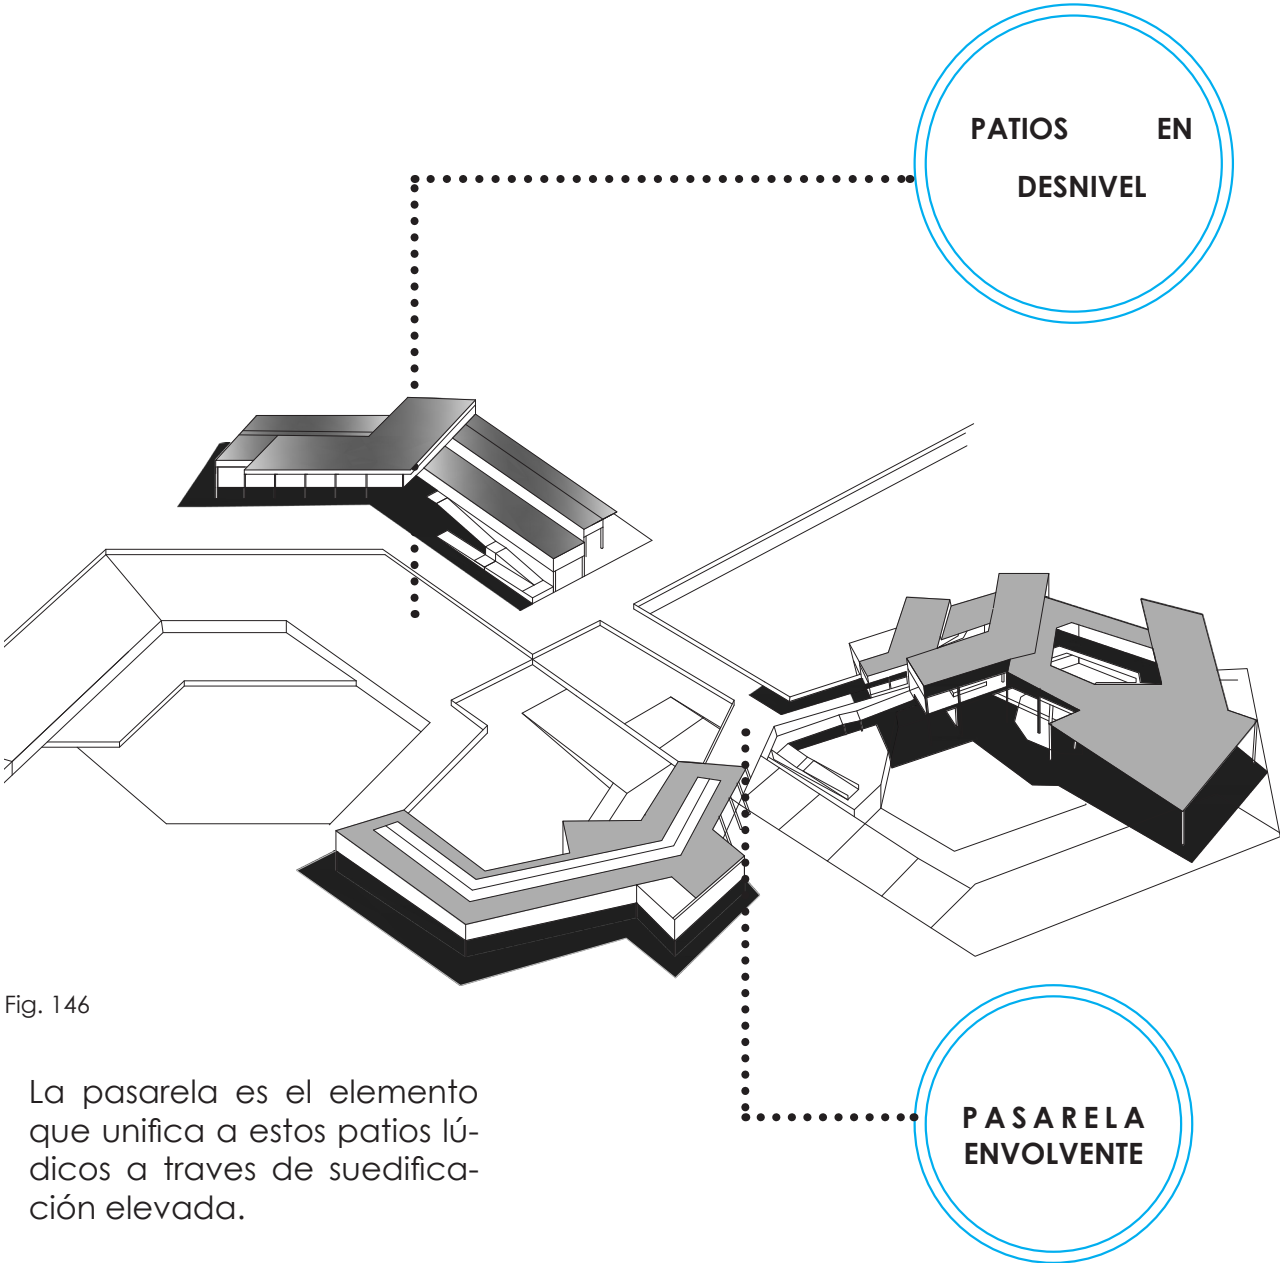 PATIOS EN
DESNIVEL
Fig. 146
La pasarela es el elemento
que unifica a estos patios lú-
dicos a traves de suedifica-
ción elevada.
PASARELA
ENVOLVENTE